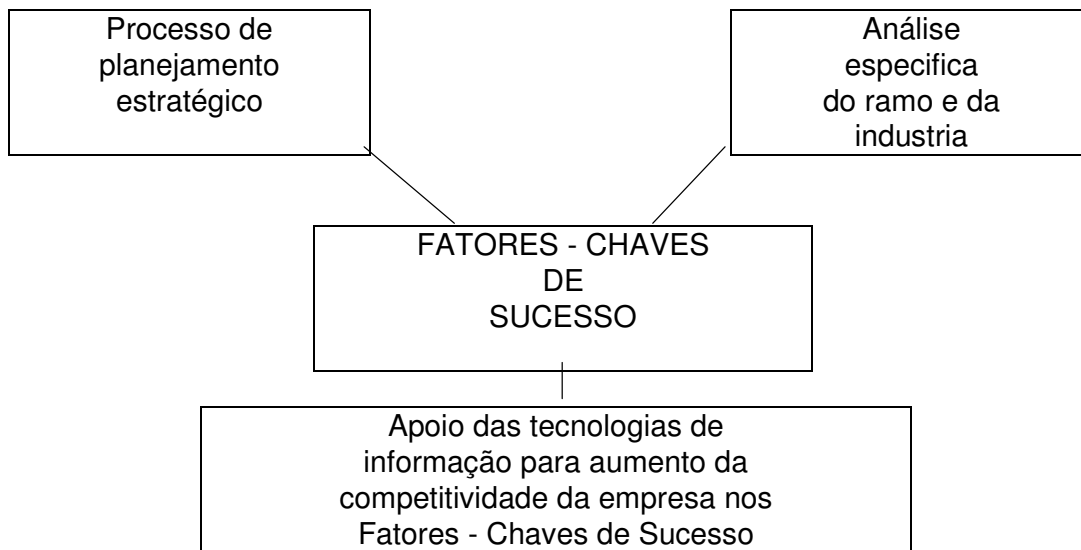 Processo de
planejamento
estratégico
Análise
especifica
do ramo e da
industria
FATORES - CHAVES
DE
SUCESSO
Apoio das tecnologias de
informação para aumento da
competitividade da empresa nos
Fatores - Chaves de Sucesso